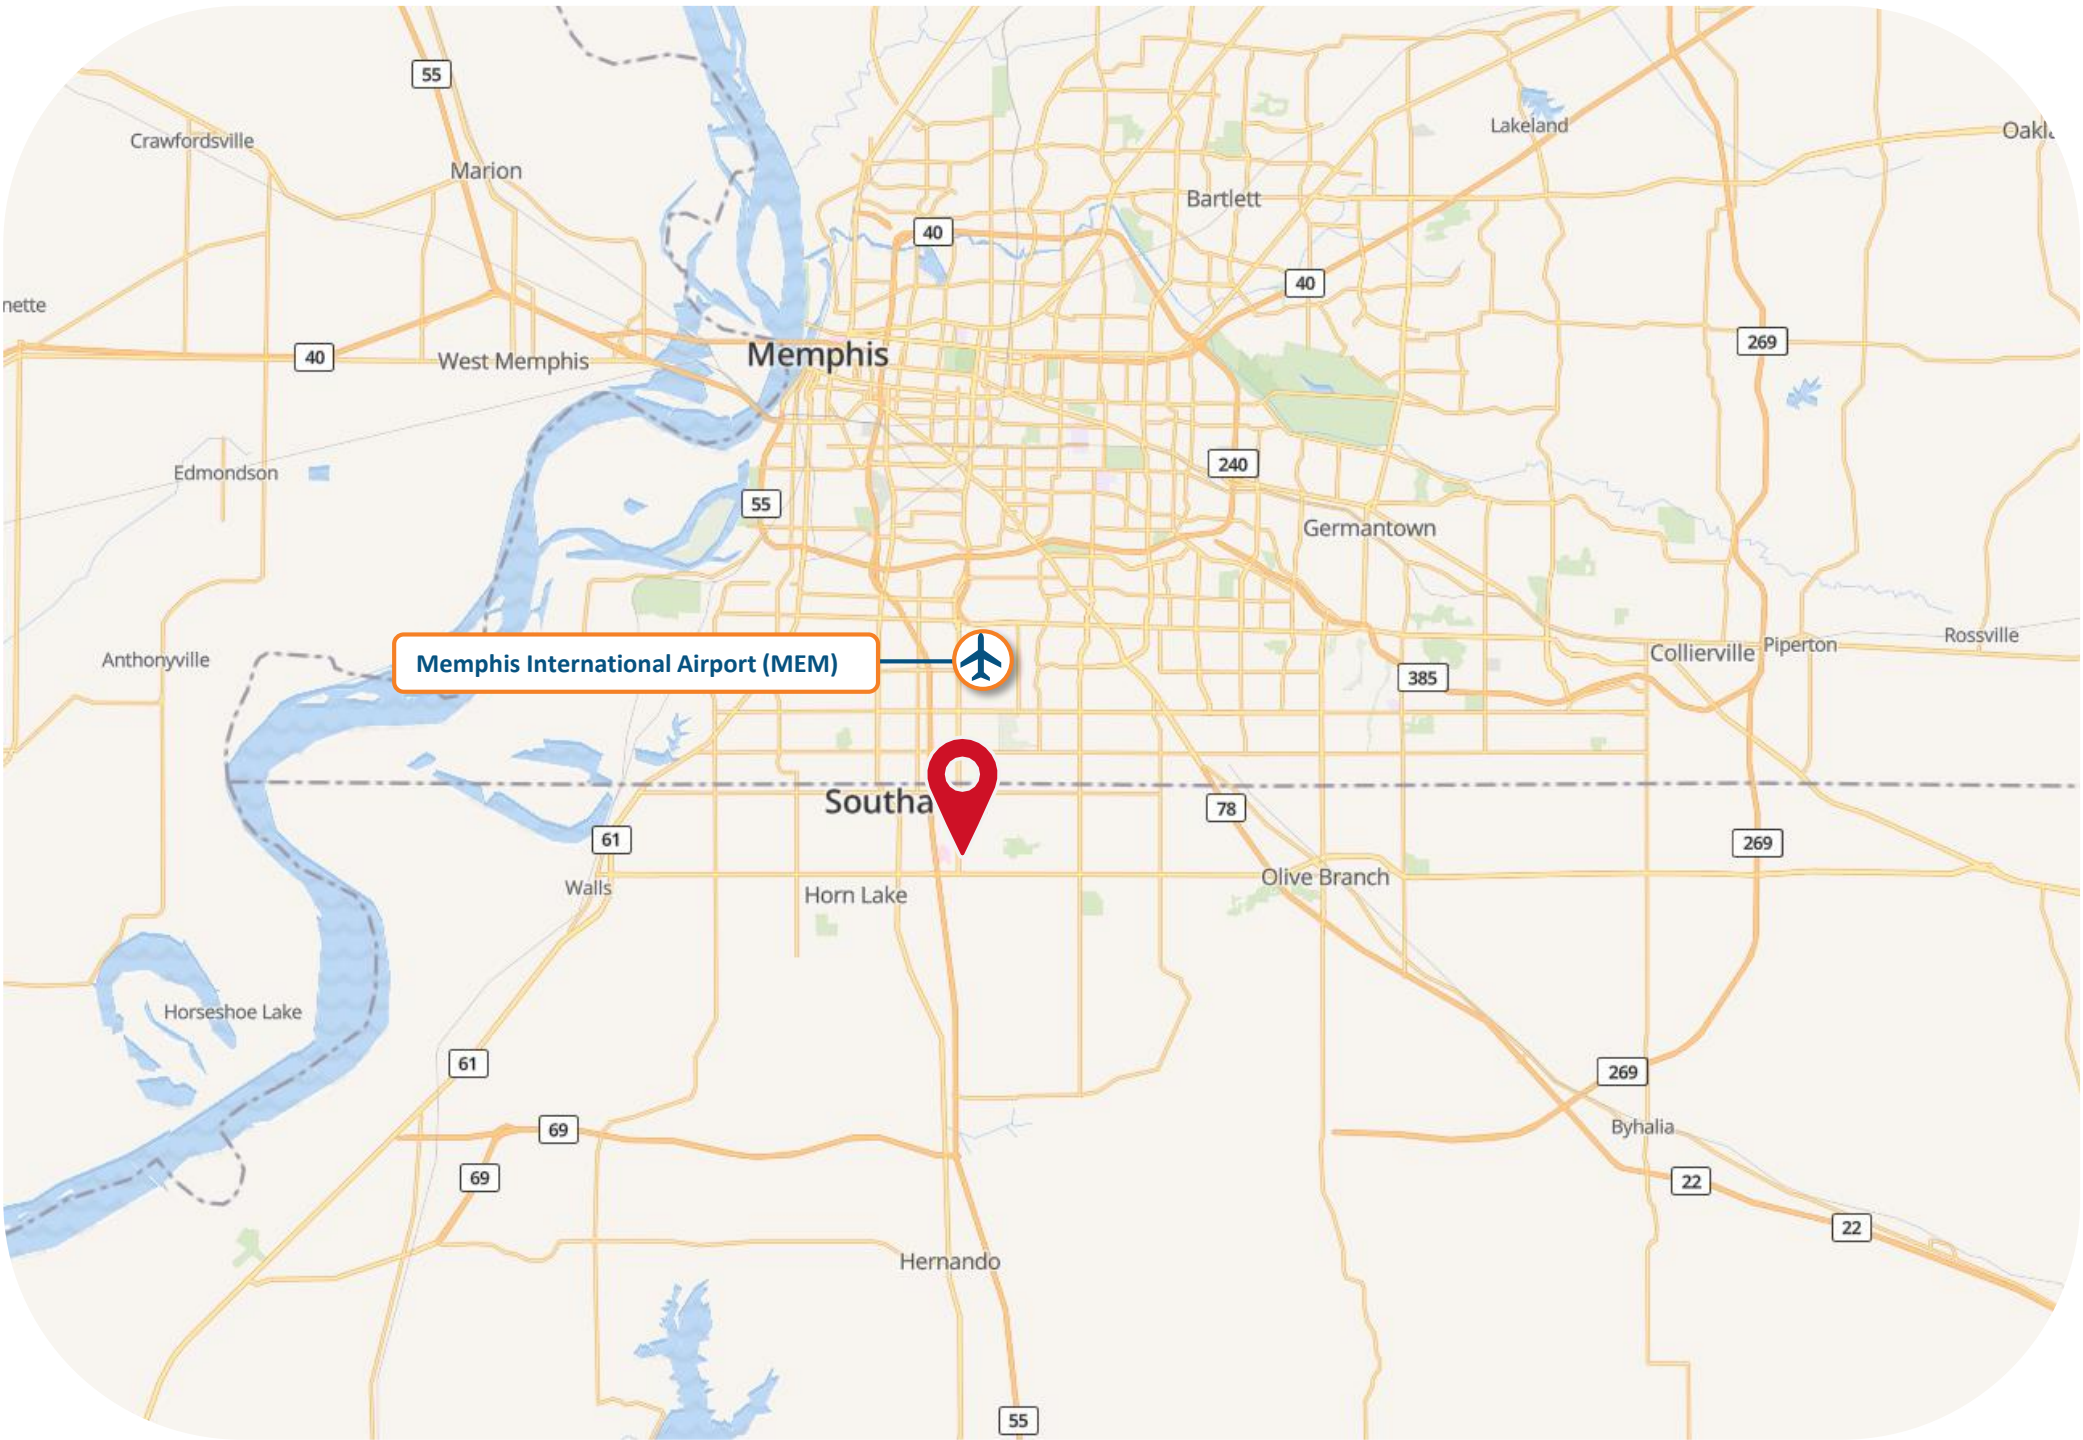 55
Crawfordsville
Marion
Lakeland
Oakl
Bartlett
40
40
nette
40
West Memphis
Memphis
269
Edmondson
240
55
Germantown
Anthonyville
Memphis International Airport (MEM)
385
Collierville
Piperton
Rossville
Southa
78
61
269
Walls
Horn Lake
Olive Branch
Horseshoe Lake
61
269
69
Byhalia
69
22
22
Hernando
55